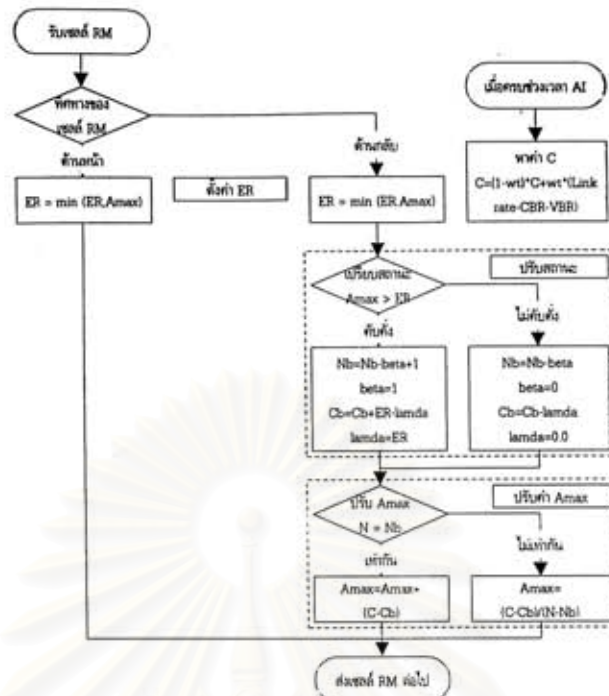 รับเซลล์ RM
ทิศทางของ
เซลล์ RM
ด้านหน้า
ER = min (ER,Amax)
ตั้งค่า ER
ด้านกลับ
ER = min (ER.Amax)
เมื่อครบช่วงเวลา AI
หาค่า C
C=(1-wt)*C+wt*(Link
rate-CBR-VBR)
ปรับสถานะ
เปรียบสถานะ
Amax > ER
คับคั่ง
ไม่คับคั่ง
Nb=Nb-beta+1
beta=1
Cb=Cb+ER-lamda
lamda=ER
Nb=Nb-beta
beta=0
Cb=Cb-lamda
lamda=0.0
ปรับค่า Amax
ปรับ Amax
N = Nb
เท่ากัน
ไม่เท่ากัน
Amax=Amax+
(C-Cb)
Amax=
(C-Cb)/(N-Nb)
ส่งเซลล์ RM ต่อไป